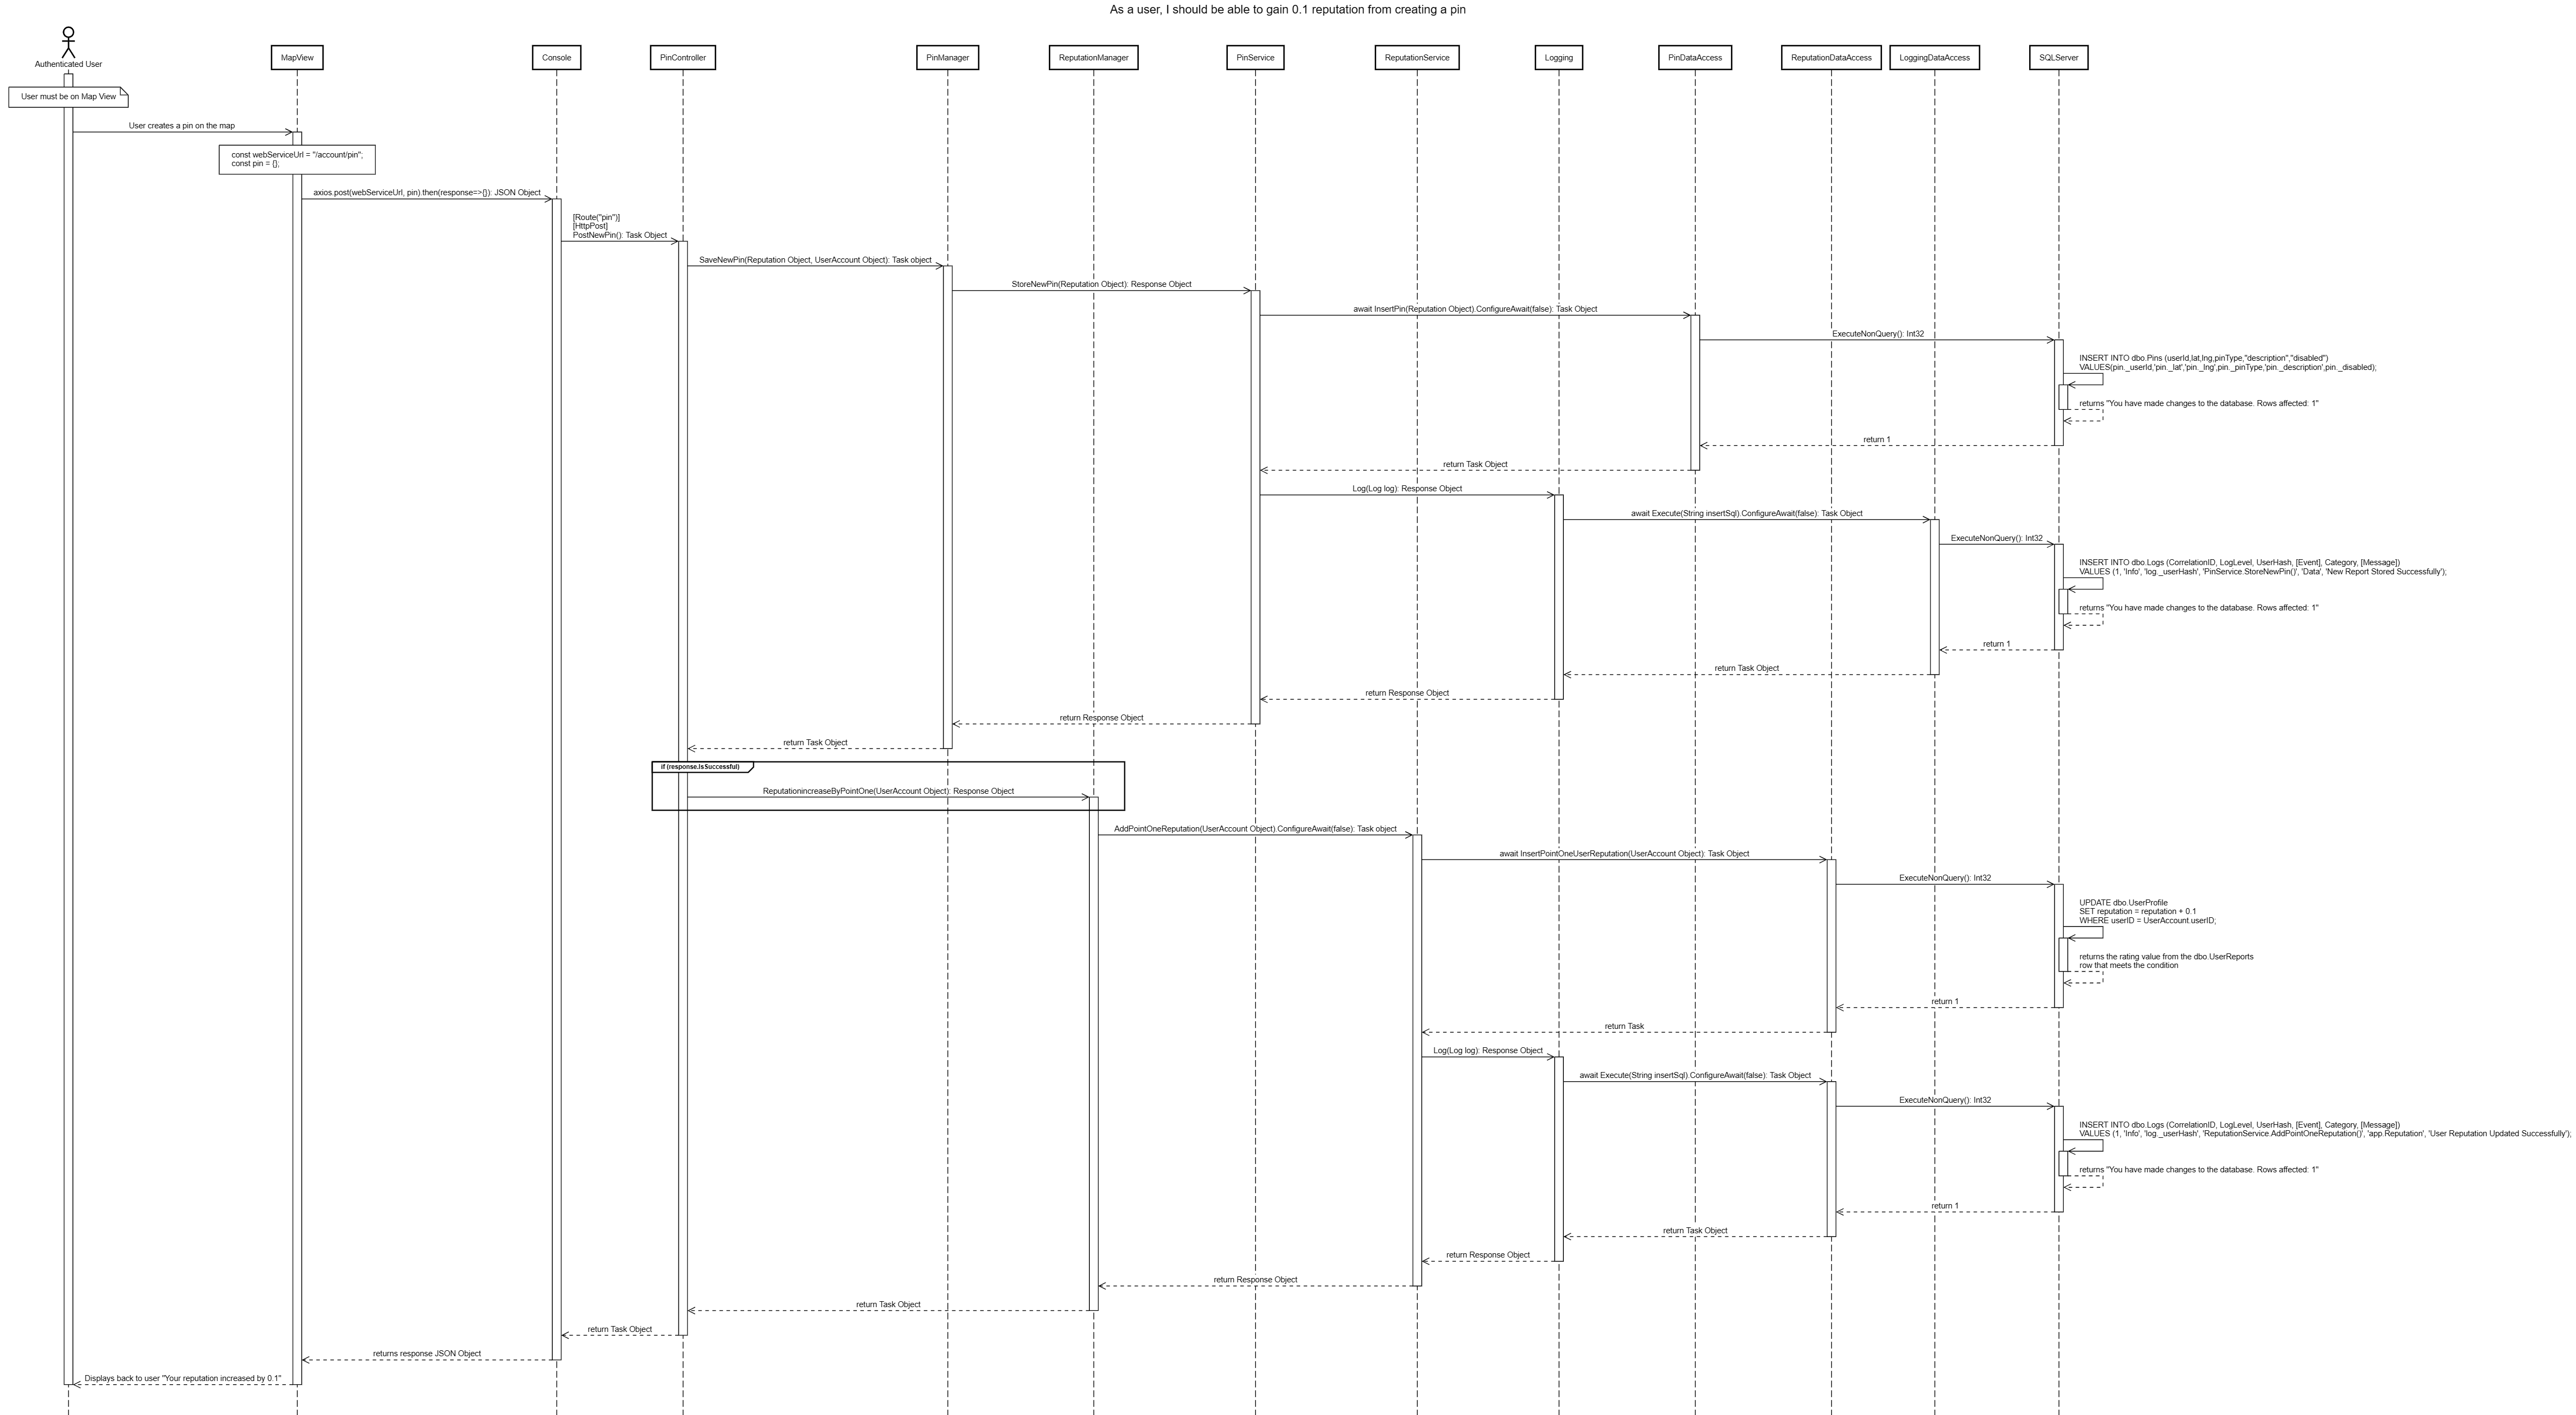 As a user, I should be able to gain 0.1 reputation from creating a pin
Authenticated User
MapView
Console
PinController
PinManager
ReputationManager
PinService
ReputationService
Logging
PinDataAccess
ReputationDataAccess
LoggingDataAccess
SQLServer
User must be on Map View
User creates a pin on the map
const webServiceUrl = "/account/pin";
const pin = {};
axios.post(webServiceUrl, pin).then(response=>{}): JSON Object
[Route("pin")]
[HttpPost]
PostNewPin(): Task Object
SaveNewPin(Reputation Object, UserAccount Object): Task object
StoreNewPin(Reputation Object): Response Object
await InsertPin(Reputation Object).ConfigureAwait(false): Task Object
ExecuteNonQuery(): Int32
INSERT INTO dbo.Pins (userId,lat,lng,pinType,"description","disabled")
VALUES(pin._userId,'pin._lat','pin._lng',pin._pinType,'pin._description',pin._disabled);
returns "You have made changes to the database. Rows affected: 1"
return 1
return Task Object
Log(Log log): Response Object
await Execute(String insertSql).ConfigureAwait(false): Task Object
ExecuteNonQuery(): Int32
INSERT INTO dbo.Logs (CorrelationID, LogLevel, UserHash, [Event], Category, [Message])
VALUES (1, 'Info', 'log._userHash', 'PinService.StoreNewPin()', 'Data', 'New Report Stored Successfully');
returns "You have made changes to the database. Rows affected: 1"
return 1
return Task Object
return Response Object
return Response Object
return Task Object
if (response.IsSuccessful)
ReputationincreaseByPointOne(UserAccount Object): Response Object
AddPointOneReputation(UserAccount Object).ConfigureAwait(false): Task object
await InsertPointOneUserReputation(UserAccount Object): Task Object
ExecuteNonQuery(): Int32
UPDATE dbo.UserProfile
SET reputation = reputation + 0.1
WHERE userID = UserAccount.userID;
returns the rating value from the dbo.UserReports
row that meets the condition
return 1
return Task
Log(Log log): Response Object
await Execute(String insertSql).ConfigureAwait(false): Task Object
ExecuteNonQuery(): Int32
INSERT INTO dbo.Logs (CorrelationID, LogLevel, UserHash, [Event], Category, [Message])
VALUES (1, 'Info', 'log._userHash', 'ReputationService.AddPointOneReputation()', 'app.Reputation', 'User Reputation Updated Successfully');
returns "You have made changes to the database. Rows affected: 1"
return 1
return Task Object
return Response Object
return Response Object
return Task Object
return Task Object
returns response JSON Object
Displays back to user "Your reputation increased by 0.1"